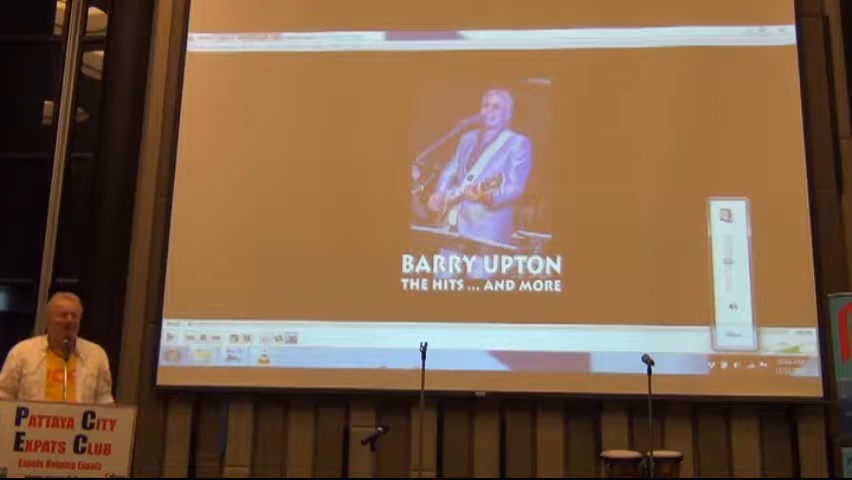 BARRY UPTON
THE HITS ... AND MORE
PATTAYA CITY
EXPATS CLUB
Expats Helping Expats